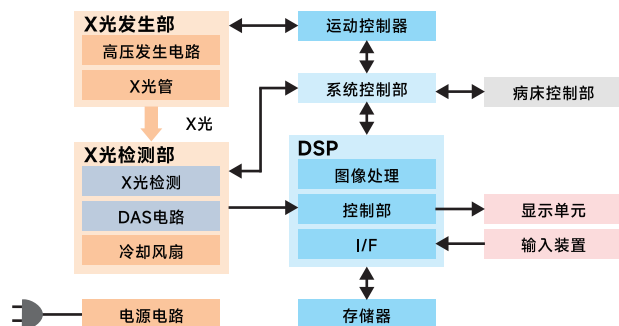 X光发生部
高压发生电路
X光管
X光
X光检测部
X光检测
DAS电路
冷却风扇
电源电路
运动控制器
系统控制部
病床控制部
DSP
图像处理
控制部
I/F
显示单元
输入装置
存储器